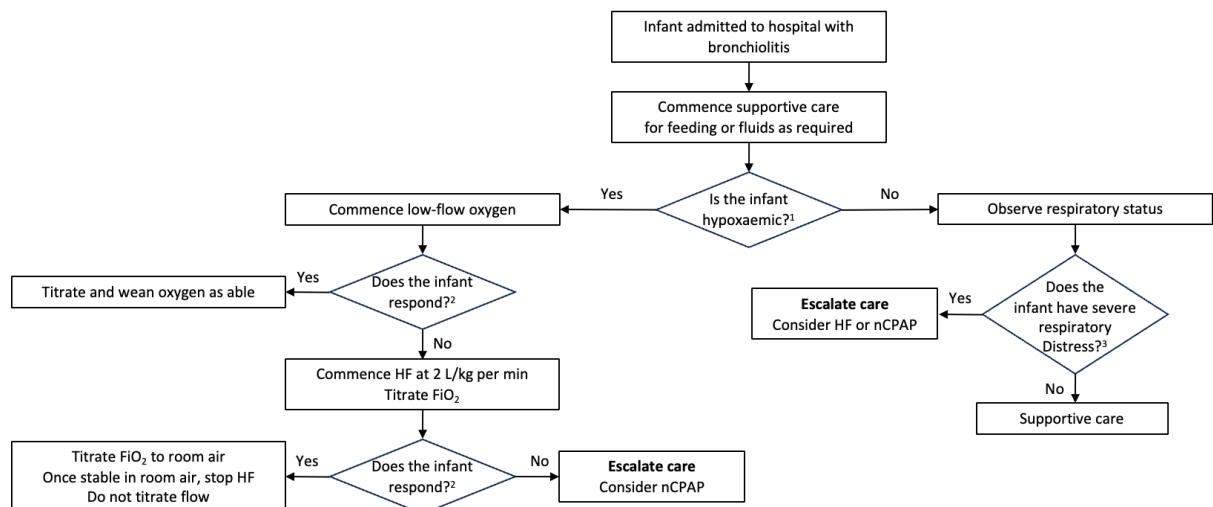 Infant admitted to hospital with
bronchiolitis
Commence supportive care
for feeding or fluids as required
Is the infant
hypoxaemic?¹
Yes
No
Commence low-flow oxygen
Observe respiratory status
Does the infant
respond?²
Yes
Titrate and wean oxygen as able
No
Does the
infant have severe
respiratory
Distress?³
Yes
Escalate care
Consider HF or nCPAP
No
Supportive care
Commence HF at 2 L/kg per min
Titrate FiO₂
Does the infant
respond?²
Yes
Titrate FiO₂ to room air
Once stable in room air, stop HF
Do not titrate flow
No
Escalate care
Consider nCPAP